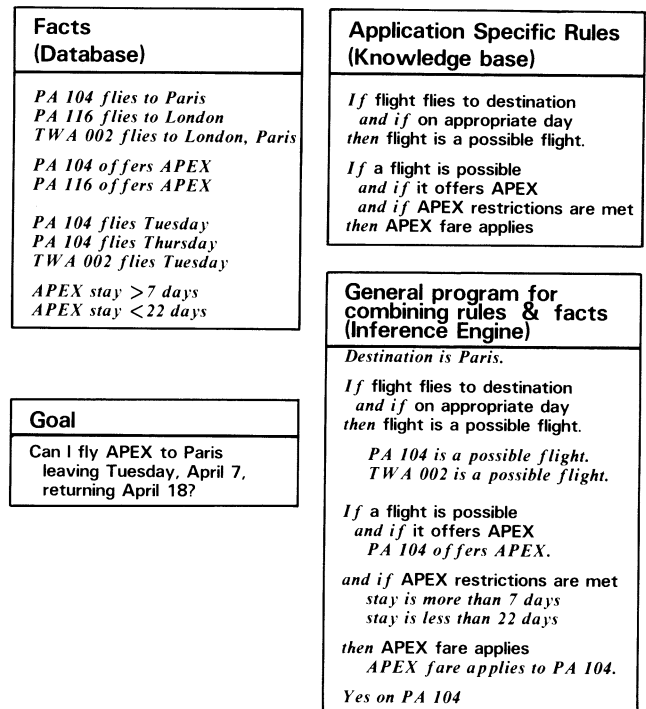 Facts
(Database)
PA 104 flies to Paris
PA 116 flies to London
TWA 002 flies to London, Paris
PA 104 offers APEX
PA 116 offers APEX
PA 104 flies Tuesday
PA 104 flies Thursday
TWA 002 flies Tuesday
APEX stay >7 days
APEX stay <22 days
Goal
Can I fly APEX to Paris
leaving Tuesday, April 7,
returning April 18?
Application Specific Rules
(Knowledge base)
If flight flies to destination
and if on appropriate day
then flight is a possible flight.
If a flight is possible
and if it offers APEX
and if APEX restrictions are met
then APEX fare applies
General program for
combining rules & facts
(Inference Engine)
Destination is Paris.
If flight flies to destination
and if on appropriate day
then flight is a possible flight.
PA 104 is a possible flight.
TWA 002 is a possible flight.
If a flight is possible
and if it offers APEX
PA 104 offers APEX.
and if APEX restrictions are met
stay is more than 7 days
stay is less than 22 days
then APEX fare applies
APEX fare applies to PA 104.
Yes on PA 104